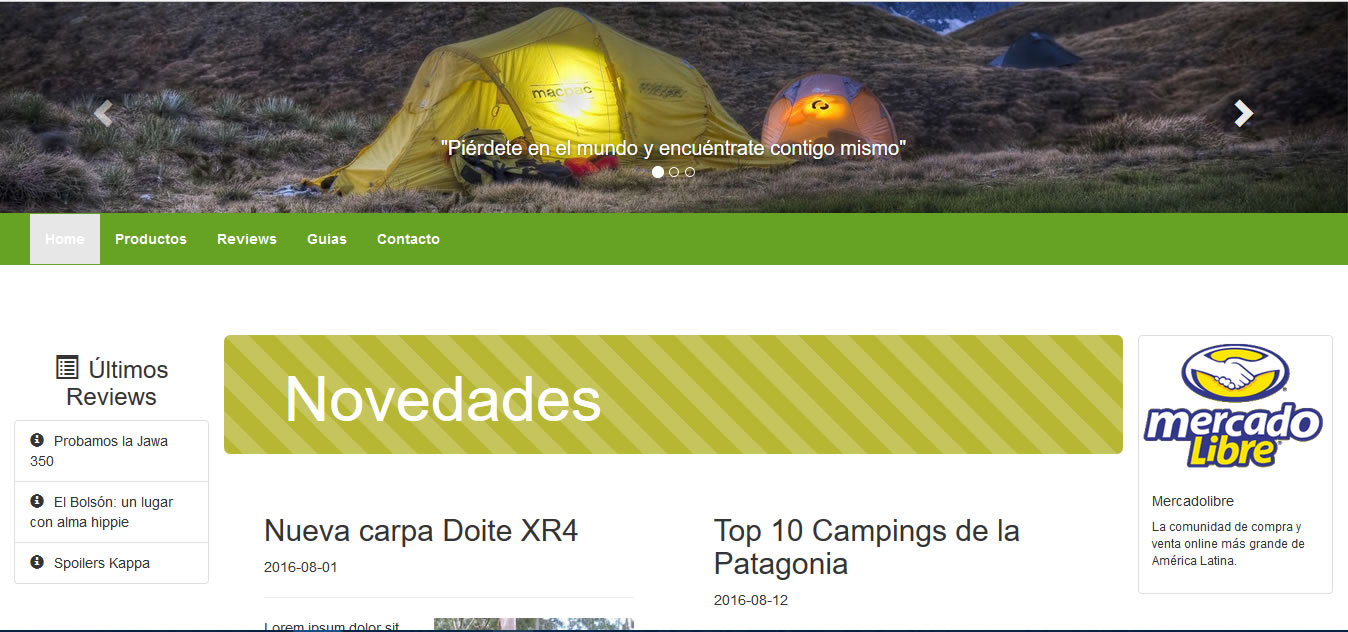 macpac
"Piérdete en el mundo y encuéntrate contigo mismo"
Home Productos Reviews Guías Contacto
Últimos
Reviews
Probamos la Jawa
350
El Bolsón: un lugar
con alma hippie
Spoilers Kappa
Novedades
Nueva carpa Doite XR4
2016-08-01
Lorem ipsum dolor sit
Top 10 Campings de la
Patagonia
2016-08-12
mercado
Libre
Mercadolibre
La comunidad de compra y
venta online más grande de
América Latina.